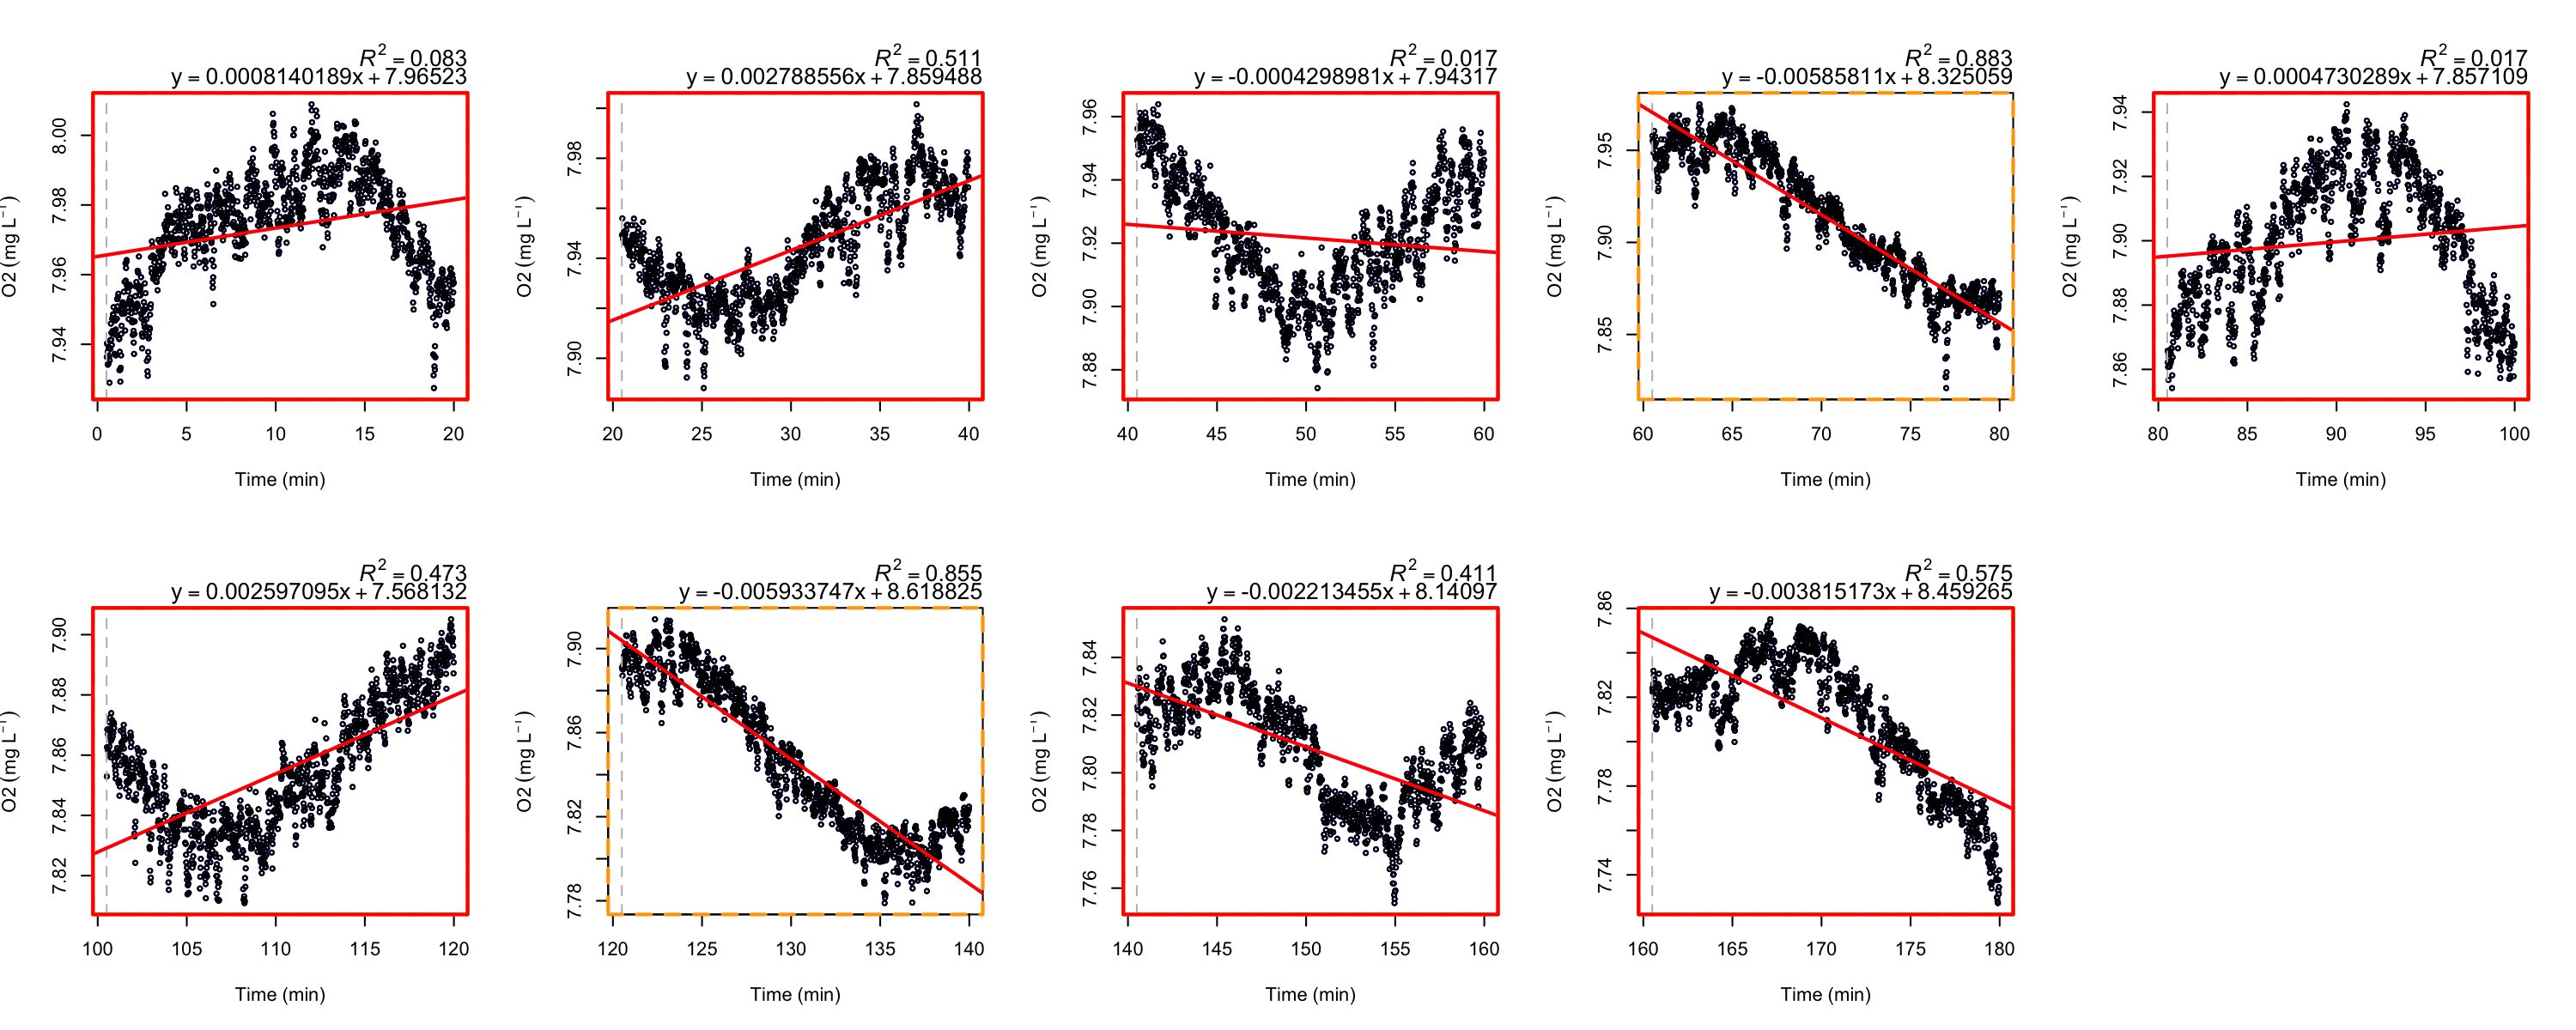 R² = 0.083
y = 0.0008140189x + 7.96523
O2 (mg L⁻¹)
7.94 7.96 7.98 8.00
0 5 10 15 20
Time (min)
R² = 0.511
y = 0.002788556x + 7.859488
O2 (mg L⁻¹)
7.90 7.94 7.98
20 25 30 35 40
Time (min)
R² = 0.017
y = -0.0004298981x + 7.94317
O2 (mg L⁻¹)
7.88 7.90 7.92 7.94 7.96
40 45 50 55 60
Time (min)
R² = 0.883
y = -0.00585811x + 8.325059
O2 (mg L⁻¹)
7.85 7.90 7.95
60 65 70 75 80
Time (min)
R² = 0.017
y = 0.0004730289x + 7.857109
O2 (mg L⁻¹)
7.86 7.88 7.90 7.92 7.94
80 85 90 95 100
Time (min)
R² = 0.473
y = 0.002597095x + 7.568132
O2 (mg L⁻¹)
7.82 7.84 7.86 7.88 7.90
100 105 110 115 120
Time (min)
R² = 0.855
y = -0.005933747x + 8.618825
O2 (mg L⁻¹)
7.78 7.82 7.86 7.90
120 125 130 135 140
Time (min)
R² = 0.411
y = -0.002213455x + 8.14097
O2 (mg L⁻¹)
7.76 7.78 7.80 7.82 7.84
140 145 150 155 160
Time (min)
R² = 0.575
y = -0.003815173x + 8.459265
O2 (mg L⁻¹)
7.74 7.78 7.82 7.86
160 165 170 175 180
Time (min)